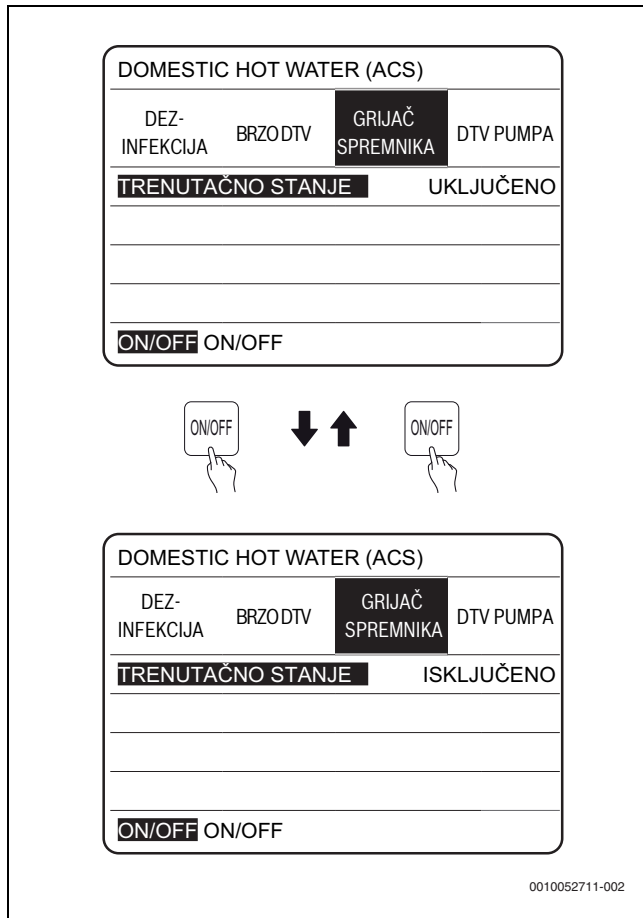 DOMESTIC HOT WATER (ACS)
DEZ-
INFEKCIJA
BRZO DTV
GRIJAČ
SPREMNIKA
DTV PUMPA
TRENUTAČNO STANJE UKLJUČENO
ON/OFF ON/OFF
ON/OFF ON/OFF
DOMESTIC HOT WATER (ACS)
DEZ-
INFEKCIJA
BRZO DTV
GRIJAČ
SPREMNIKA
DTV PUMPA
TRENUTAČNO STANJE ISKLJUČENO
ON/OFF ON/OFF
0010052711-002